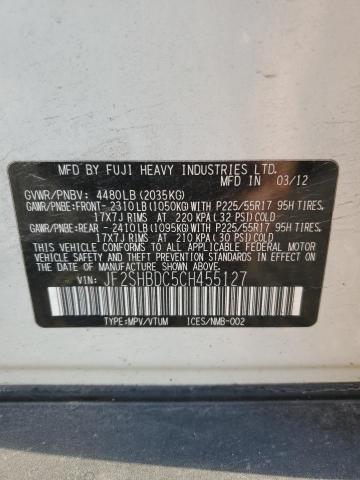 MFD BY FUJI HEAVY INDUSTRIES LTD.
MFD IN 03/12
GVWR/PNBV: 4480LB(2035KG)
GAWR/PNBE:FRONT-2310LB(1050KG)WITH P225/55R17 95H TIRES.
17X7J RIMS AT 220 KPA(32 PSI)COLD
GAWR/PNBE:REAR -2410LB(1095KG)WITH P225/55R17 95H TIRES.
17X7J RIMS AT 210 KPA(30 PSI)COLD
THIS VEHICLE CONFORMS TO ALL APPLICABLE FEDERAL MOTOR
VEHICLE SAFETY, BUMPER, AND THEFT PREVENTION STANDARDS
IN EFFECT ON THE DATE OF MANUFACTURE SHOWN ABOVE.
JF2SHBDC5CH455127
TYPE:MPV/VTUM ICES/NMB-002